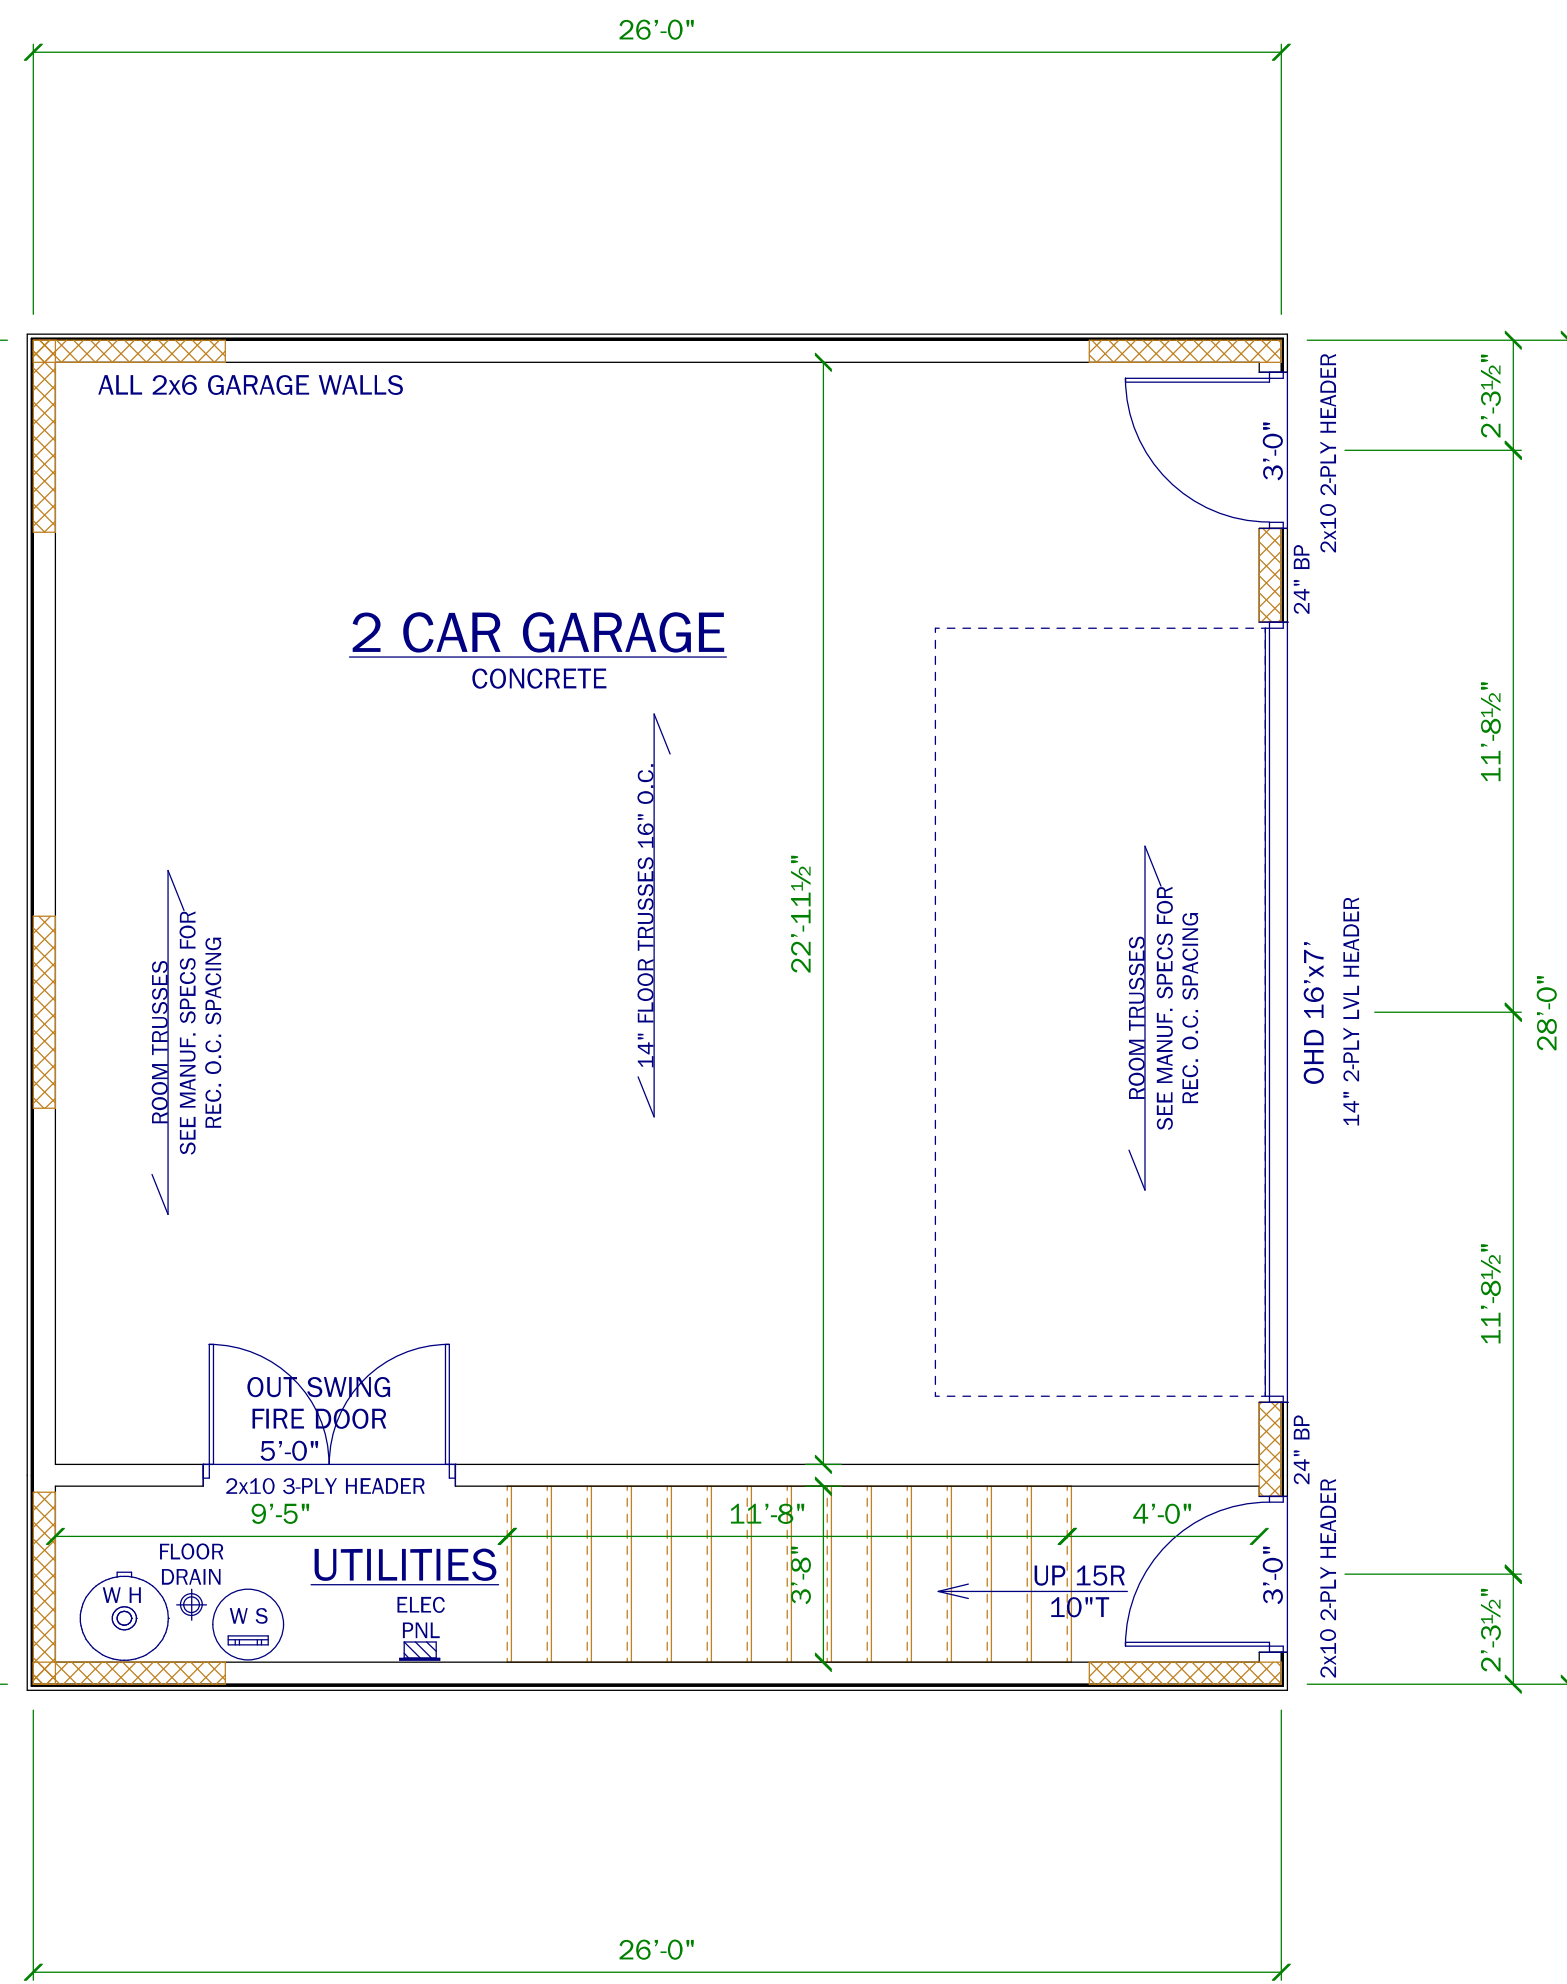 26'-0"
ALL 2x6 GARAGE WALLS
3'-0"
2x10 2-PLY HEADER
2'-3½"
24" BP
2 CAR GARAGE
CONCRETE
11'-8½"
14" FLOOR TRUSSES 16" O.C.
22'-11½"
ROOM TRUSSES
SEE MANUF. SPECS FOR
REC. O.C. SPACING
ROOM TRUSSES
SEE MANUF. SPECS FOR
REC. O.C. SPACING
OHD 16'x7'
14" 2-PLY LVL HEADER
28'-0"
11'-8½"
OUT SWING
FIRE DOOR
5'-0"
2x10 3-PLY HEADER
24" BP
9'-5"
11'-8"
4'-0"
FLOOR
DRAIN
UTILITIES
W H
W S
ELEC
PNL
3'-8"
UP 15R
10"T
3'-0"
2x10 2-PLY HEADER
2'-3½"
26'-0"